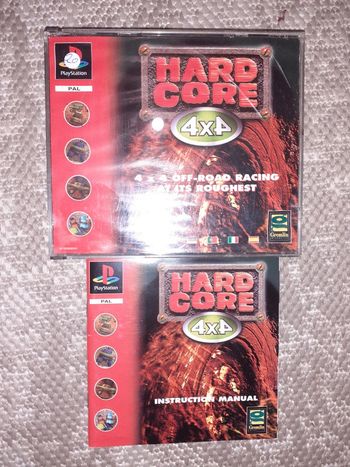 PlayStation
PAL
HARD
CORE
4x4
4 x 4 OFF-ROAD RACING
AT ITS ROUGHEST
Gremlin
PlayStation
PAL
HARD
CORE
4x4
INSTRUCTION MANUAL
Gremlin